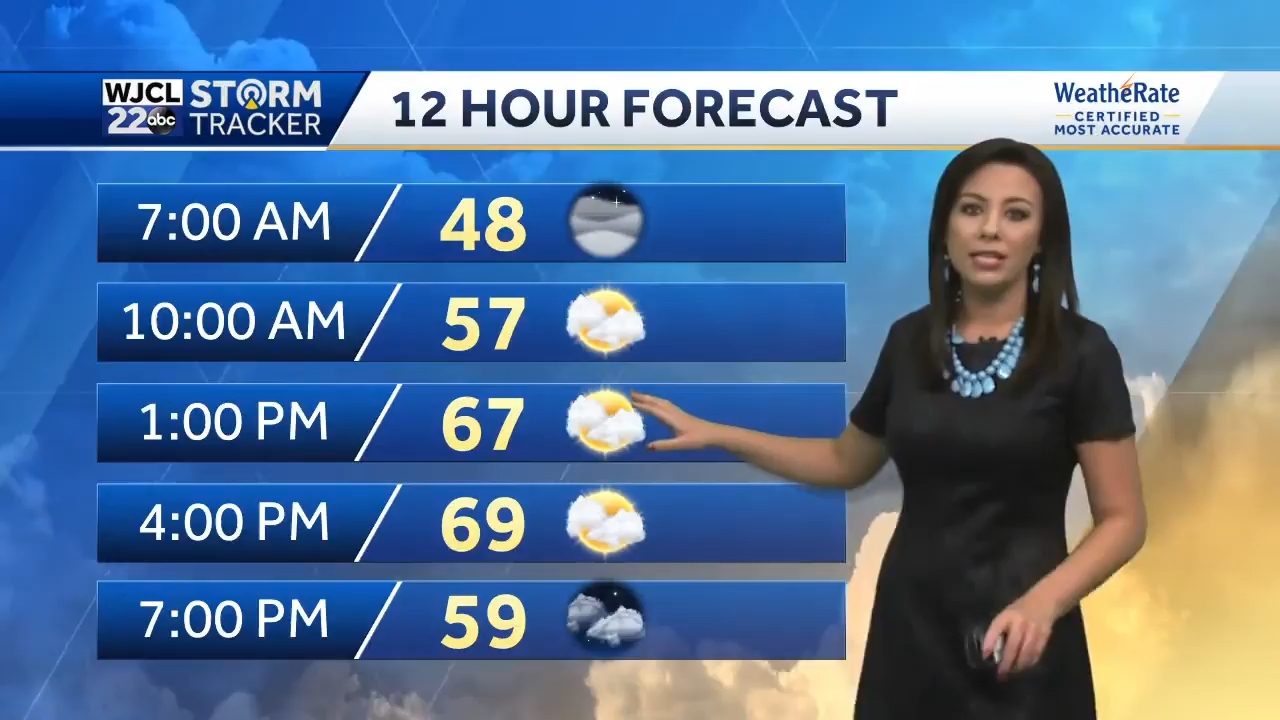 WJCL
22 abc
STORM
TRACKER
12 HOUR FORECAST
WeatheRate
CERTIFIED
MOST ACCURATE
7:00 AM 48
10:00 AM 57
1:00 PM 67
4:00 PM 69
7:00 PM 59